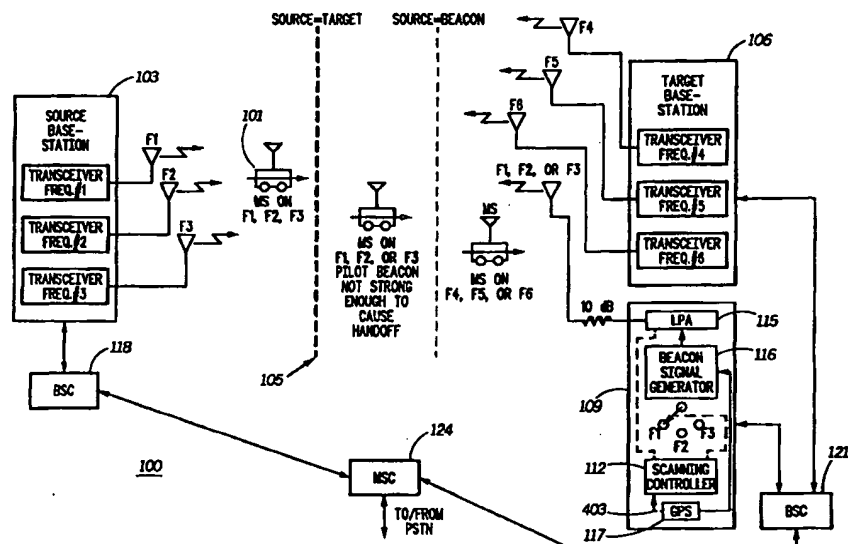 SOURCE=TARGET
SOURCE=BEACON
F4
106
103
F5
TARGET
BASE-
STATION
SOURCE
BASE-
STATION
F1
101
F6
TRANSCEIVER
FREQ.#4
TRANSCEIVER
FREQ.#1
F2
MS ON
F1, F2, F3
F1, F2, OR F3
TRANSCEIVER
FREQ.#5
TRANSCEIVER
FREQ.#2
F3
MS
MS ON
F1, F2, OR F3
PILOT BEACON
NOT STRONG
ENOUGH TO
CAUSE
HANDOFF
MS ON
F4, F5, OR F6
TRANSCEIVER
FREQ.#6
TRANSCEIVER
FREQ.#3
10 dB
LPA
115
118
105
BEACON
SIGNAL
GENERATOR
116
BSC
109
F1
F3
F2
124
121
100
MSC
112
SCANNING
CONTROLLER
BSC
TO/FROM
PSTN
403
GPS
117